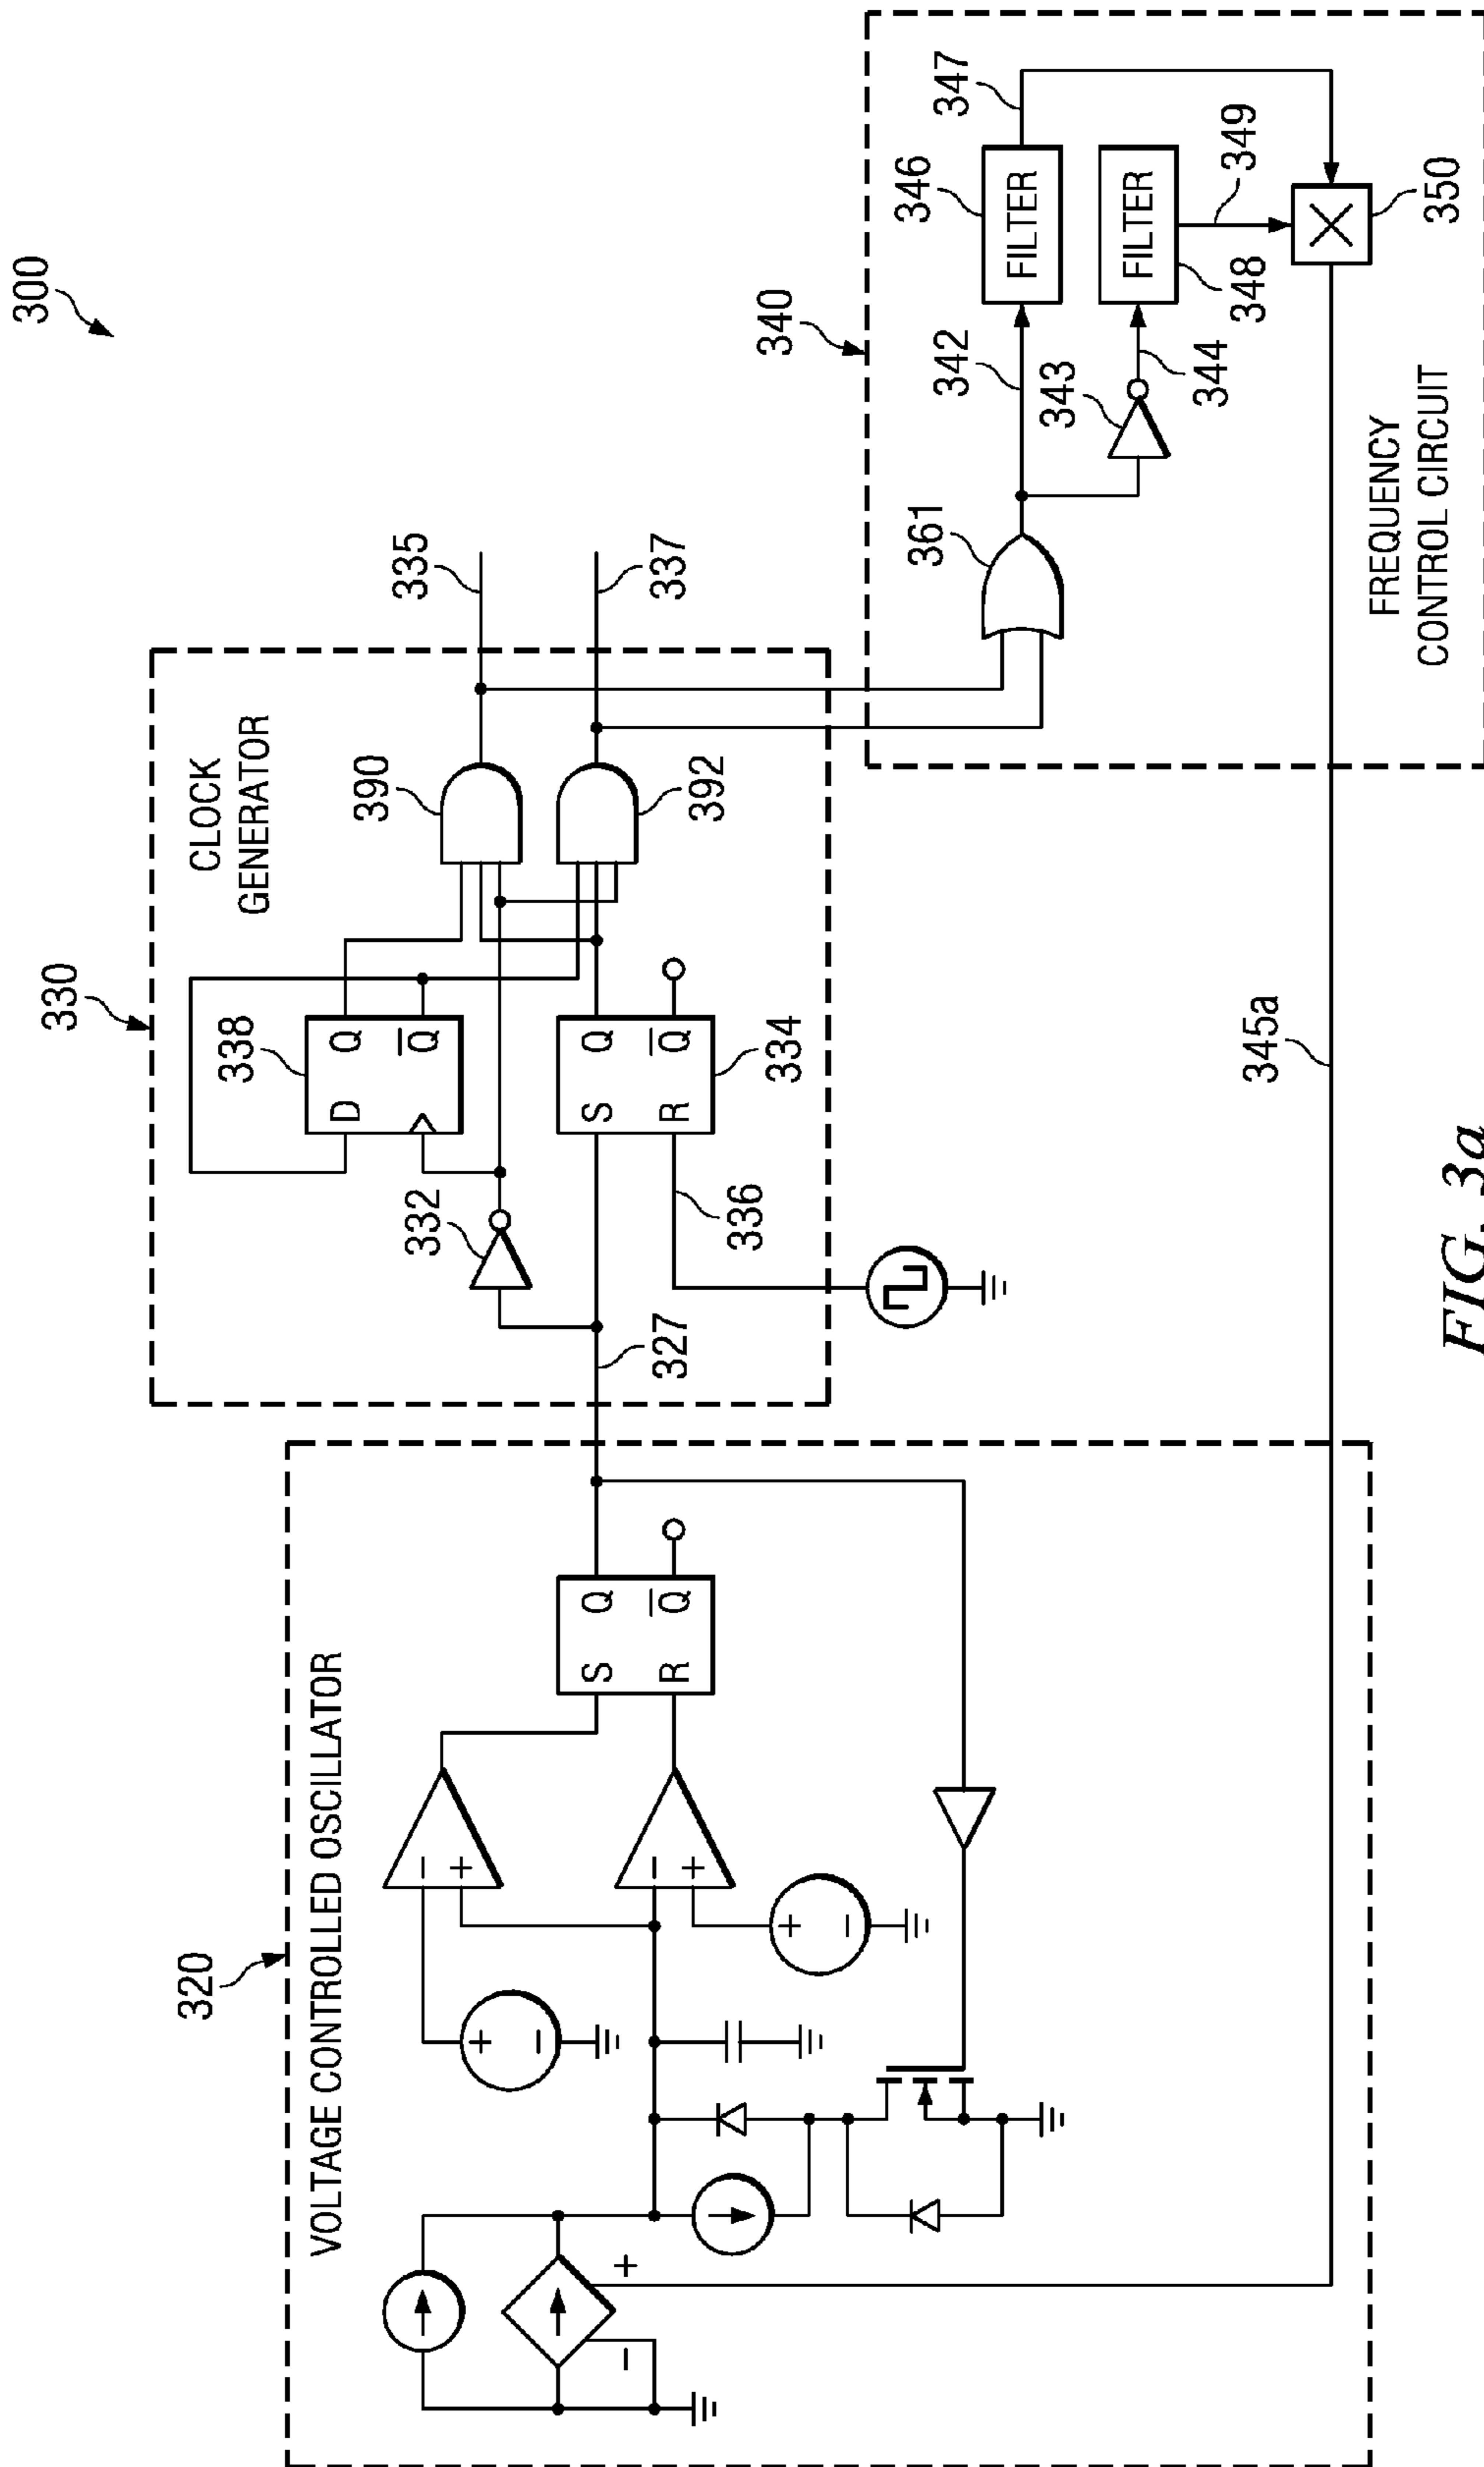 300
320
VOLTAGE CONTROLLED OSCILLATOR
+
−
−
+
−
+
+
−
+
−
S
Q
R
Q̅
330
CLOCK
GENERATOR
327
332
336
338
D
Q
Q̅
S
Q
R
Q̅
334
390
392
335
337
340
361
342
343
344
346
FILTER
347
FILTER
348
349
350
FREQUENCY
CONTROL CIRCUIT
345a
FIG. 3a